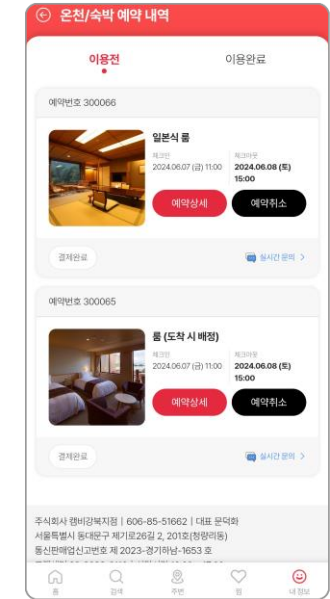 온천/숙박 예약 내역
이용전
이용완료
예약번호 300066
일본식 룸
체크인
체크아웃
2024.06.07 (금) 11:00
2024.06.08 (토)
15:00
예약상세
예약취소
결제완료
실시간 문의 >
예약번호 300065
룸 (도착 시 배정)
체크인
체크아웃
2024.06.07 (금) 11:00
2024.06.08 (토)
15:00
예약상세
예약취소
결제완료
실시간 문의 >
주식회사 캠비강북지점 | 606-85-51662 | 대표 문덕화
서울특별시 동대문구 제기로26길 2, 201호(청량리동)
통신판매업신고번호 제 2023-경기하남-1653 호
홈
검색
주변
찜
내 정보